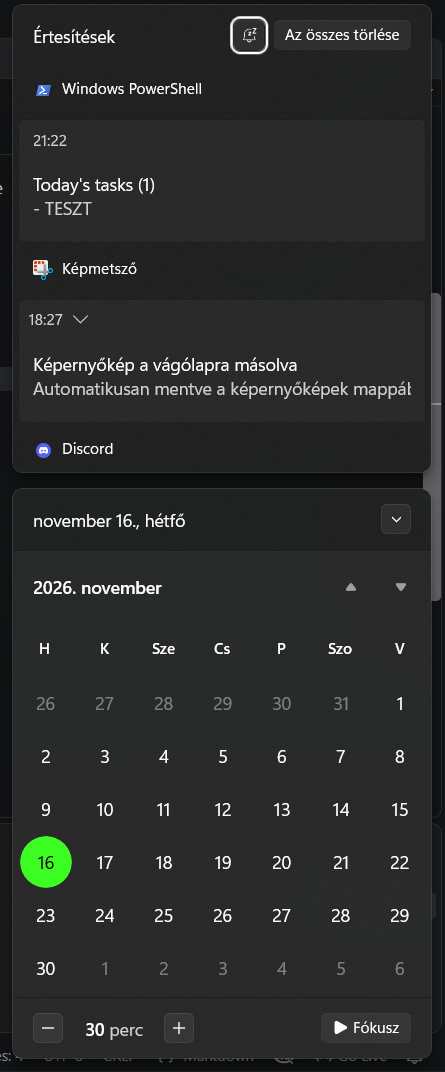 Értesítések
Az összes törlése
Windows PowerShell
21:22
Today's tasks (1)
- TESZT
Képmetsző
18:27
Képernyőkép a vágólapra másolva
Automatikusan mentve a képernyőképek
Discord
november 16., hétfő
2026. november
H K Sze Cs P Szo V
26 27 28 29 30 31 1
2 3 4 5 6 7 8
9 10 11 12 13 14 15
16 17 18 19 20 21 22
23 24 25 26 27 28 29
30 1 2 3 4 5 6
30 perc
Fókusz